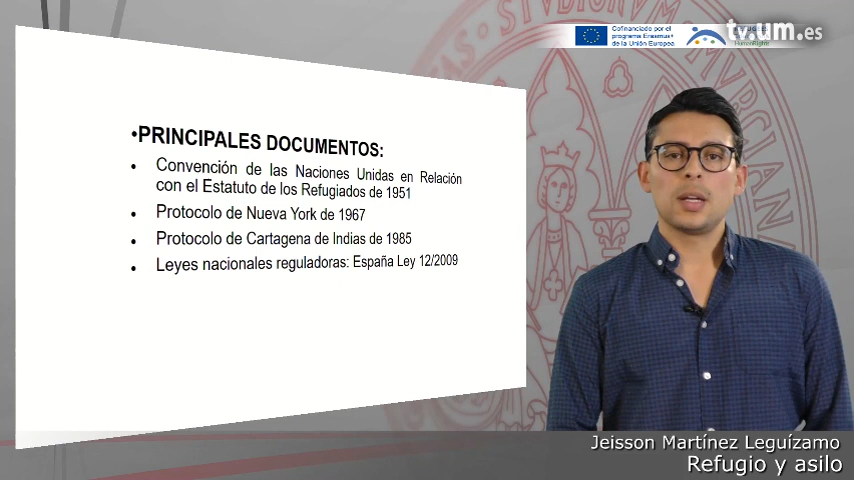 Cofinanciado por el
programa Erasmus+
de la Unión Europea
tv.um.es
HumanRights
•PRINCIPALES DOCUMENTOS:
• Convención de las Naciones Unidas en Relación
con el Estatuto de los Refugiados de 1951
• Protocolo de Nueva York de 1967
• Protocolo de Cartagena de Indias de 1985
• Leyes nacionales reguladoras: España Ley 12/2009
Jeisson Martínez Leguízamo
Refugio y asilo